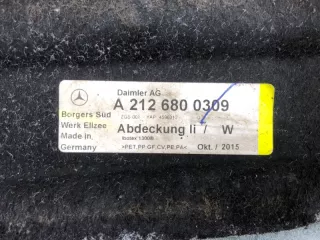 Daimler AG
A 212 680 0309
Borgers Süd
Werk Ellzee
Made in
Germany
Abdeckung li / W
>PET,PP,GF,CV,PE,PA<
Okt. / 2015